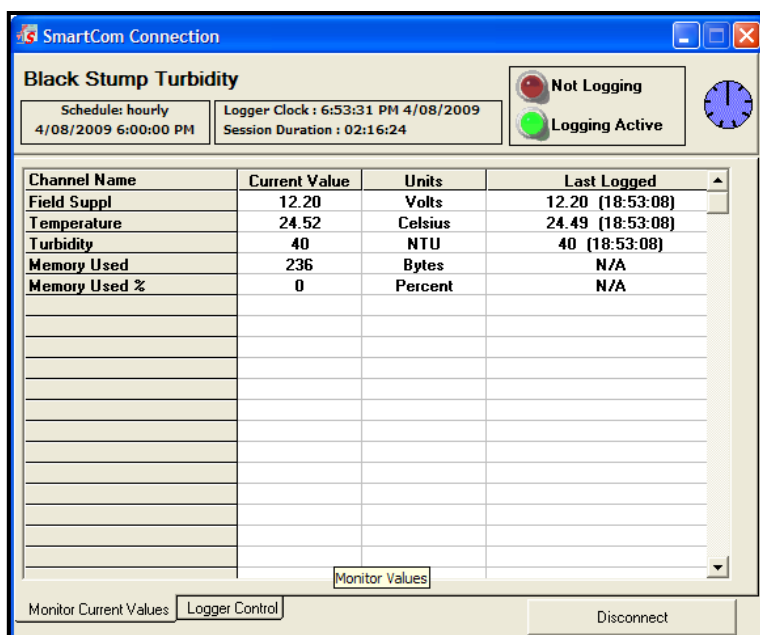 SmartCom Connection
Black Stump Turbidity
Schedule: hourly
4/08/2009 6:00:00 PM
Logger Clock : 6:53:31 PM 4/08/2009
Session Duration : 02:16:24
Not Logging
Logging Active
Channel Name Current Value Units Last Logged
Field Suppl 12.20 Volts 12.20 (18:53:08)
Temperature 24.52 Celsius 24.49 (18:53:08)
Turbidity 40 NTU 40 (18:53:08)
Memory Used 236 Bytes N/A
Memory Used % 0 Percent N/A
Monitor Values
Monitor Current Values Logger Control Disconnect